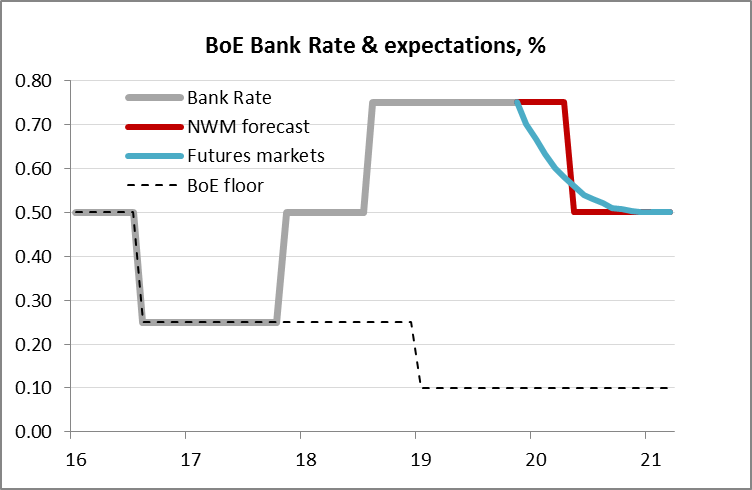 BoE Bank Rate & expectations, %
0.80
0.70
0.60
0.50
0.40
0.30
0.20
0.10
0.00
Bank Rate
NWM forecast
Futures markets
BoE floor
16 17 18 19 20 21